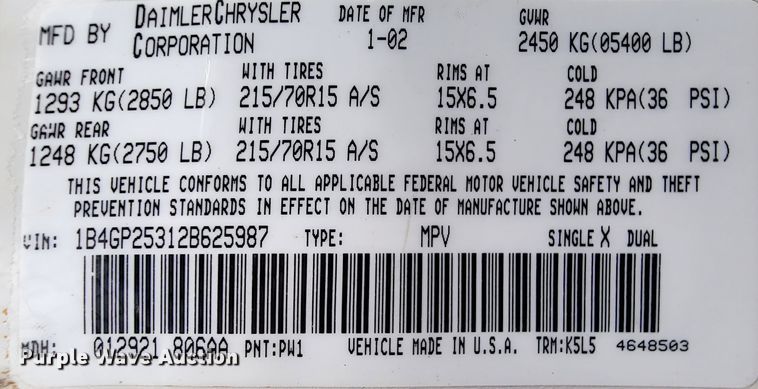 MFD BY DAIMLERCHRYSLER CORPORATION DATE OF MFR 1-02 GVWR 2450 KG(05400 LB)
GAWR FRONT WITH TIRES RIMS AT COLD
1293 KG(2850 LB) 215/70R15 A/S 15X6.5 248 KPA(36 PSI)
GAWR REAR WITH TIRES RIMS AT COLD
1248 KG(2750 LB) 215/70R15 A/S 15X6.5 248 KPA(36 PSI)
THIS VEHICLE CONFORMS TO ALL APPLICABLE FEDERAL MOTOR VEHICLE SAFETY AND THEFT
PREVENTION STANDARDS IN EFFECT ON THE DATE OF MANUFACTURE SHOWN ABOVE.
VIN: 1B4GP25312B625987 TYPE: MPV SINGLE X DUAL
MDH: 012921 806AA PNT:PW1 VEHICLE MADE IN U.S.A. TRM:K5L5 4648503
Purple Wave Auction